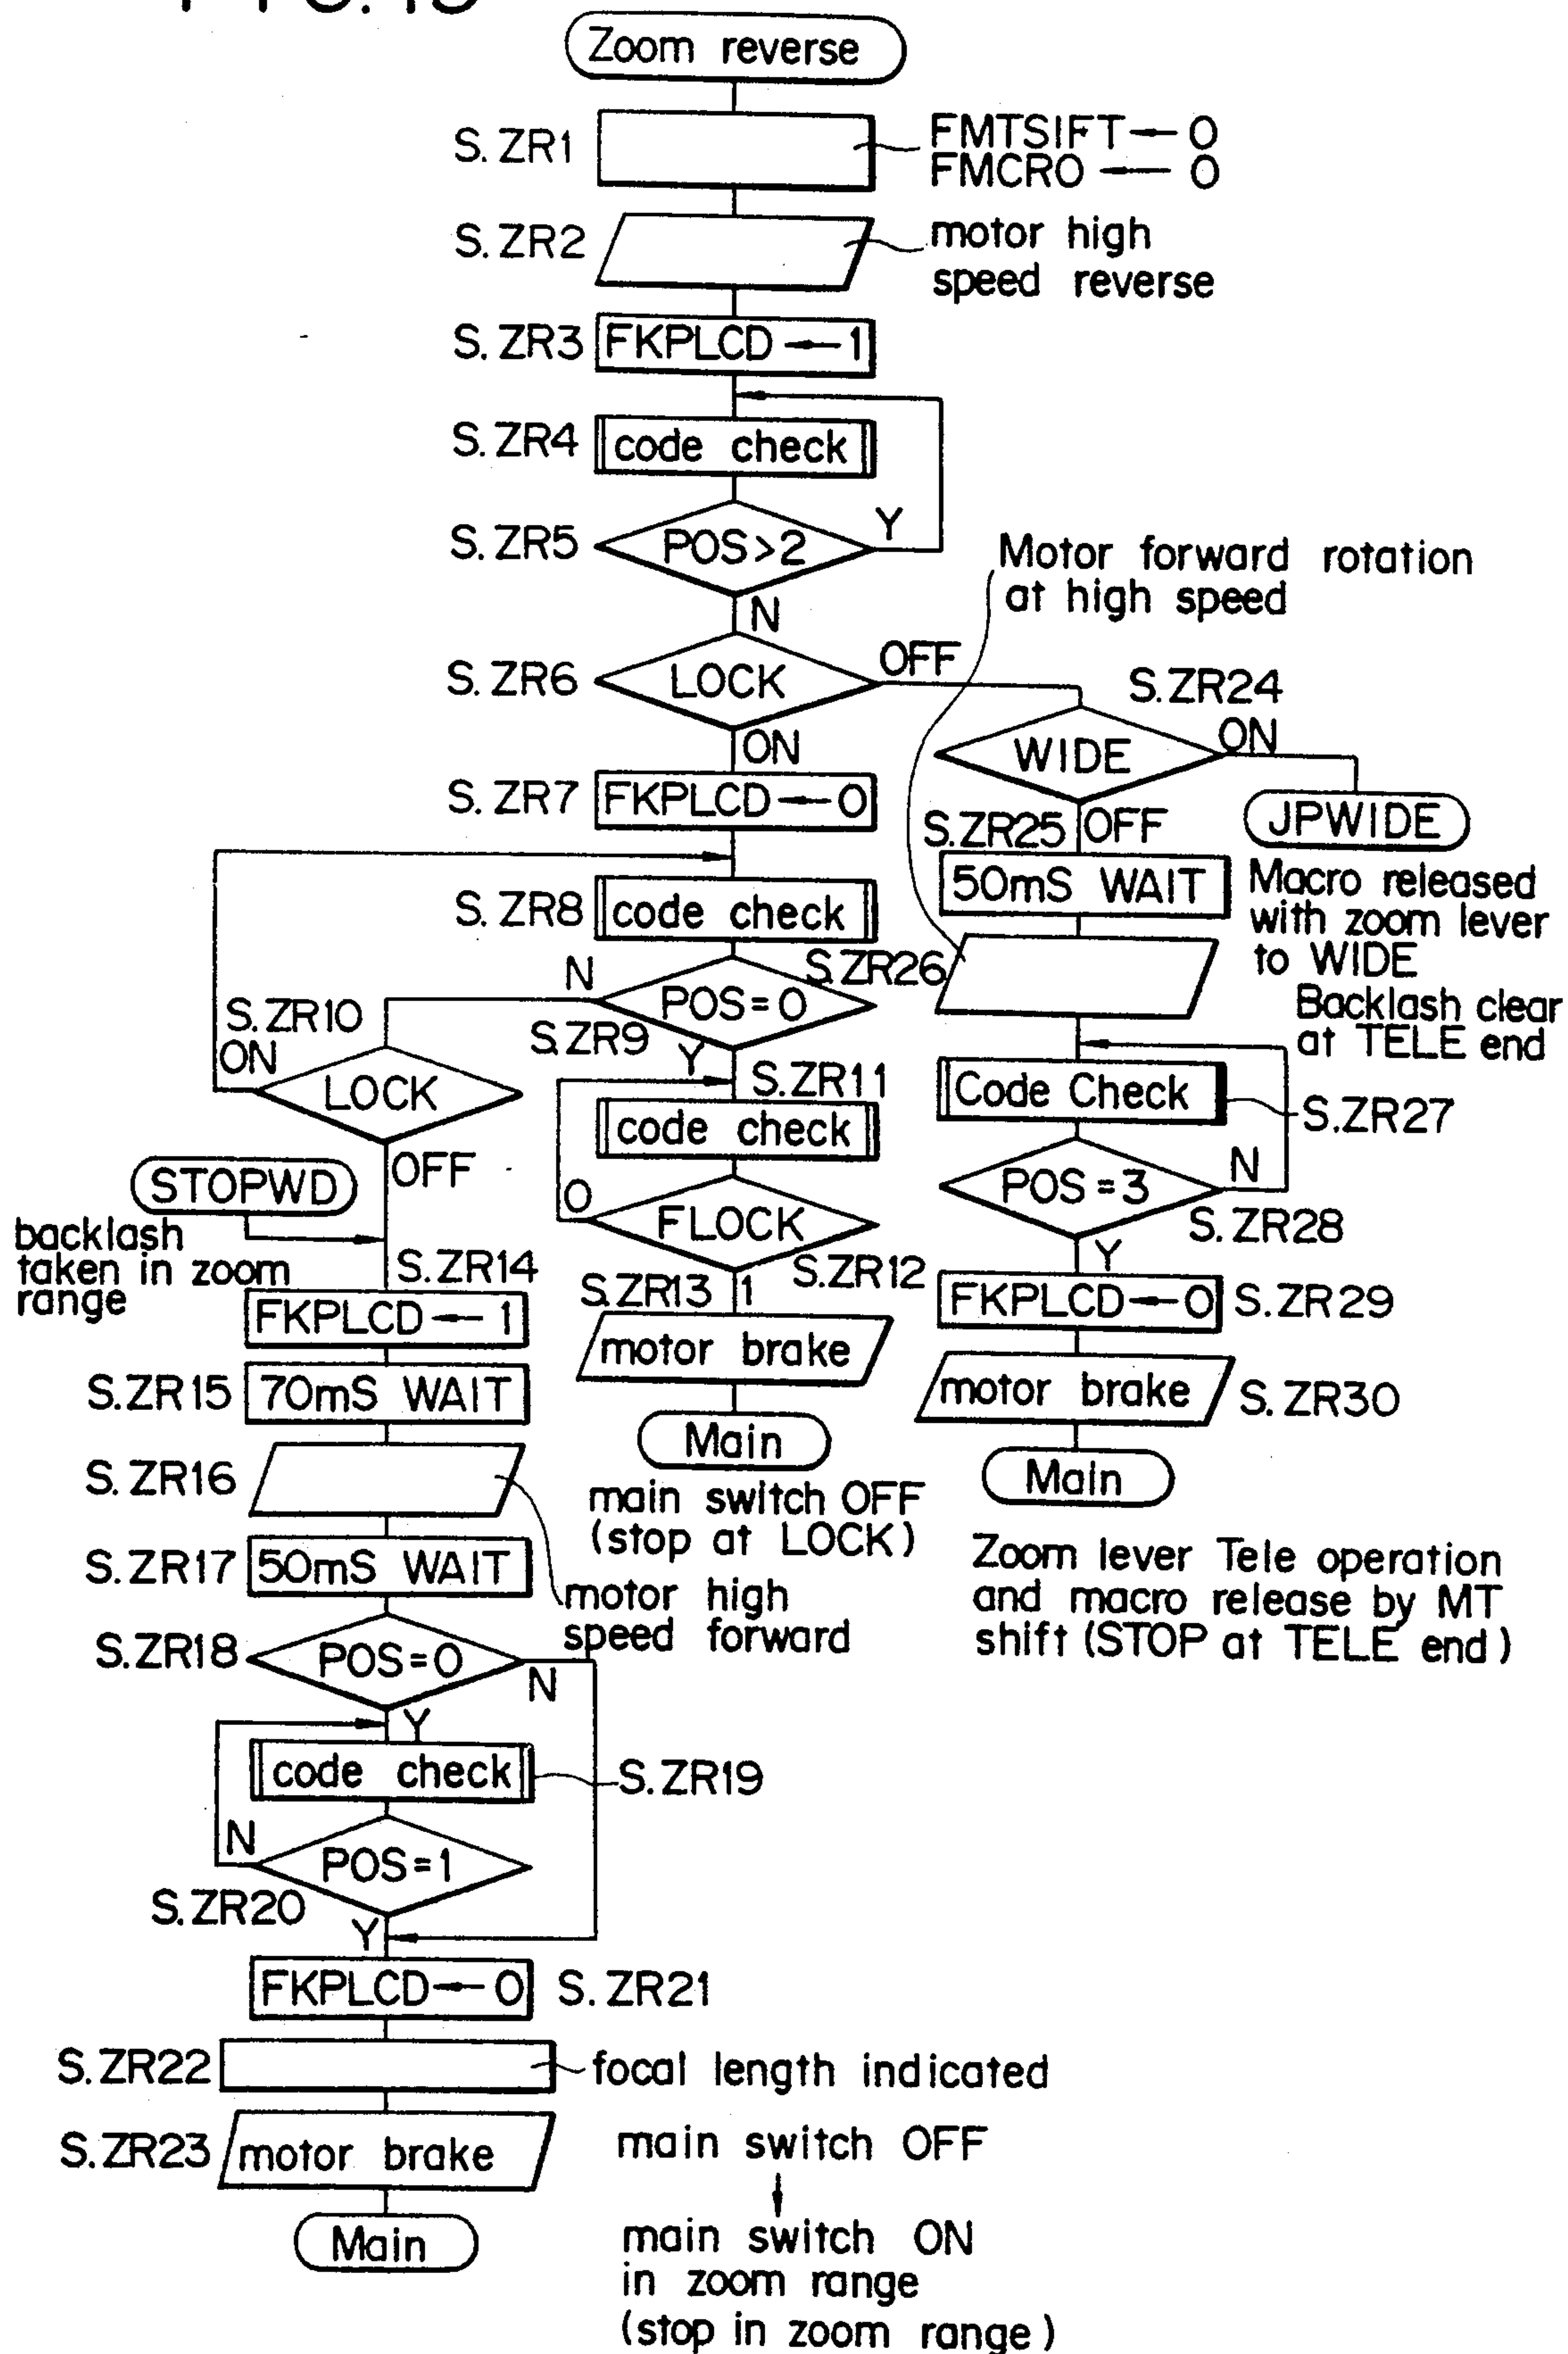 Zoom reverse
S.ZR1
FMTSIFT←0
FMCRO ← 0
S.ZR2
motor high
speed reverse
S.ZR3
FKPLCD ← 1
S.ZR4
code check
S.ZR5
POS>2
Y
N
Motor forward rotation
at high speed
S.ZR6
LOCK
OFF
ON
S.ZR24
WIDE
ON
OFF
JPWIDE
Macro released
with zoom lever
to WIDE
S.ZR7
FKPLCD←0
S.ZR25
50mS WAIT
S.ZR8
code check
S.ZR26
Backlash clear
at TELE end
N
POS=0
S.ZR9
Y
S.ZR10
ON
LOCK
OFF
S.ZR11
code check
O
FLOCK
S.ZR12
1
Code Check
S.ZR27
POS=3
N
S.ZR28
Y
STOPWD
backlash
taken in zoom
range
S.ZR14
FKPLCD←1
S.ZR13
motor brake
Main
main switch OFF
(stop at LOCK)
FKPLCD←0
S.ZR29
motor brake
S.ZR30
Main
Zoom lever Tele operation
and macro release by MT
shift (STOP at TELE end)
S.ZR15
70mS WAIT
S.ZR16
motor high
speed forward
S.ZR17
50mS WAIT
S.ZR18
POS=0
N
Y
code check
S.ZR19
N
POS=1
S.ZR20
Y
FKPLCD←0
S.ZR21
S.ZR22
focal length indicated
S.ZR23
motor brake
Main
main switch OFF
↓
main switch ON
in zoom range
(stop in zoom range)